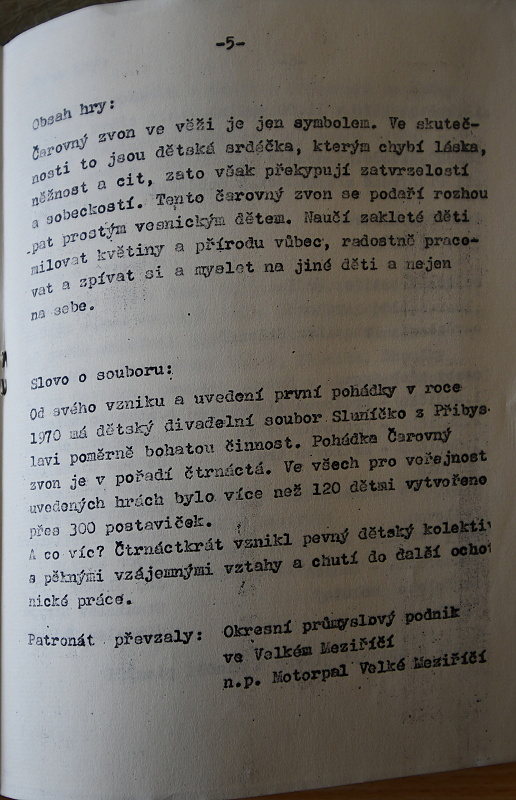 -5-
Obsah hry:
Čarovný zvon ve věži je jen symbolem. Ve skuteč-
nosti to jsou dětská srdéčka, kterým chybí láska,
něžnost a cit, zato však překypují zatvrzelostí
a sobeckostí. Tento čarovný zvon se podaří rozhou
pat prostým vesnickým dětem. Naučí zakleté děti
milovat květiny a přírodu vůbec, radostně praco-
vat a zpívat si a myslet na jiné děti a nejen
na sebe.
Slovo o souboru:
Od svého vzniku a uvedení první pohádky v roce
1970 má dětský divadelní soubor Sluníčko z Přibys
lavi poměrně bohatou činnost. Pohádka Čarovný
zvon je v pořadí čtrnáctá. Ve všech pro veřejnost
uvedených hrách bylo více než 120 dětmi vytvořeno
přes 300 postaviček.
A co víc? Čtrnáctkrát vznikl pevný dětský kolektiv
s pěknými vzájemnými vztahy a chutí do další ochot
nické práce.
Patronát převzaly: Okresní průmyslový podnik
ve Velkém Meziříčí
n.p. Motorpal Velké Meziříčí